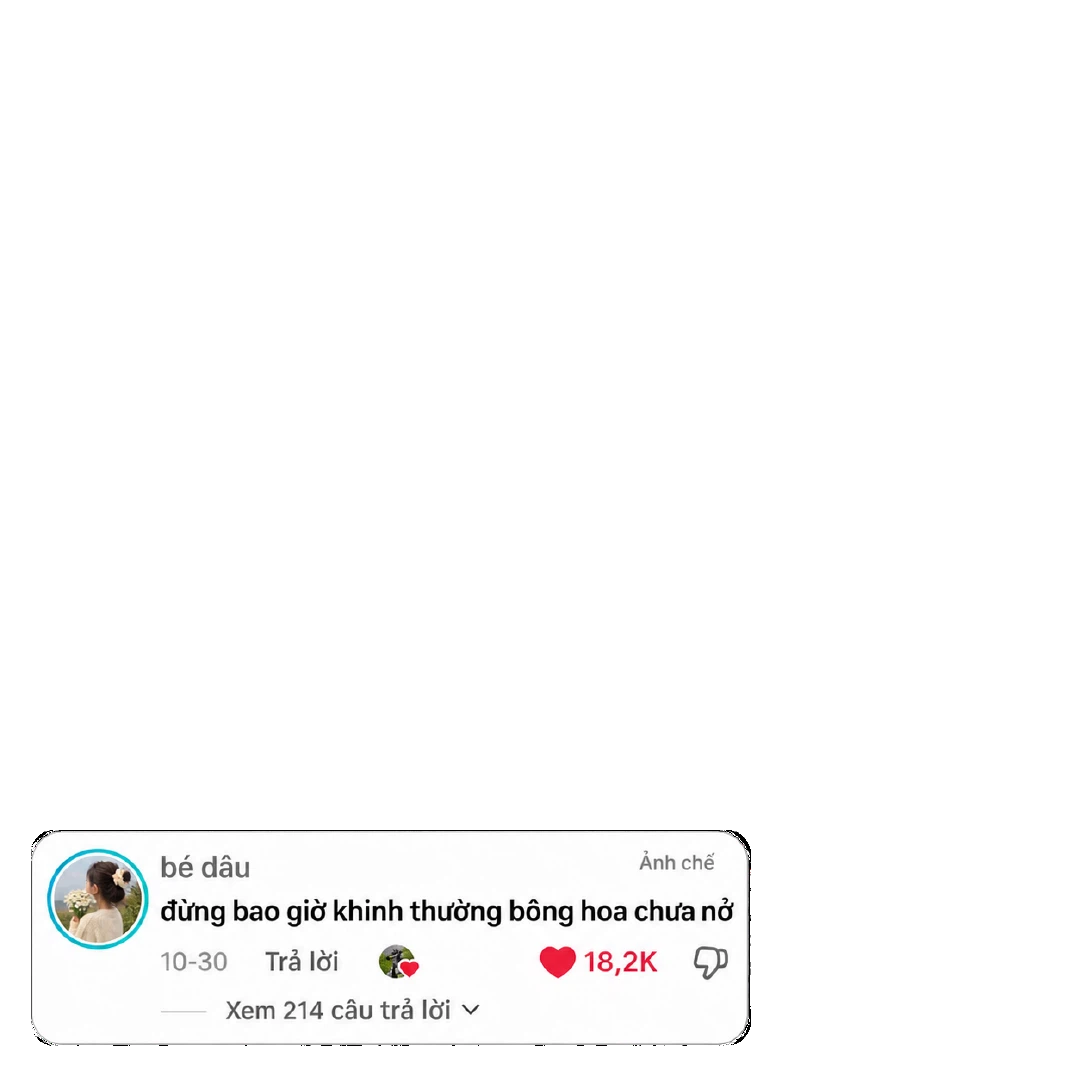 bé dâu
Ảnh chế
đừng bao giờ khinh thường bông hoa chưa nở
10-30 Trả lời 18,2K
Xem 214 câu trả lời